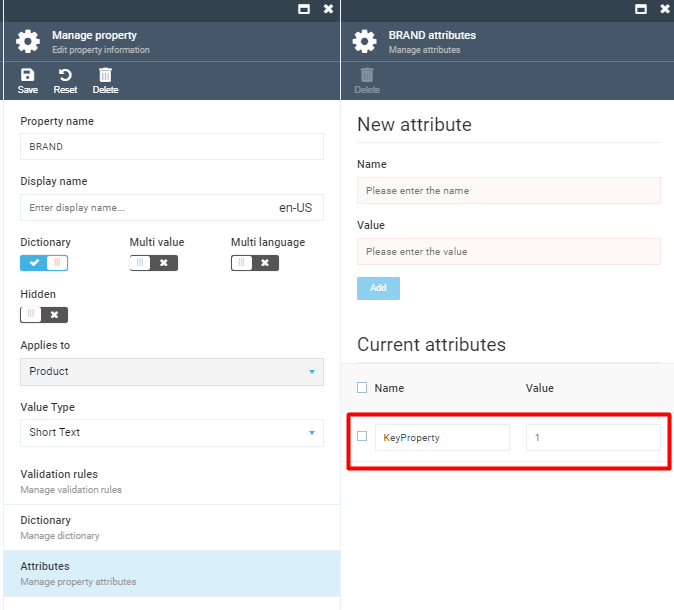 Manage property
Edit property information
Save Reset Delete
Property name
BRAND
Display name
Enter display name... en-US
Dictionary Multi value Multi language
Hidden
Applies to
Product
Value Type
Short Text
Validation rules
Manage validation rules
Dictionary
Manage dictionary
Attributes
Manage property attributes
BRAND attributes
Manage attributes
Delete
New attribute
Name
Please enter the name
Value
Please enter the value
Add
Current attributes
Name Value
KeyProperty 1